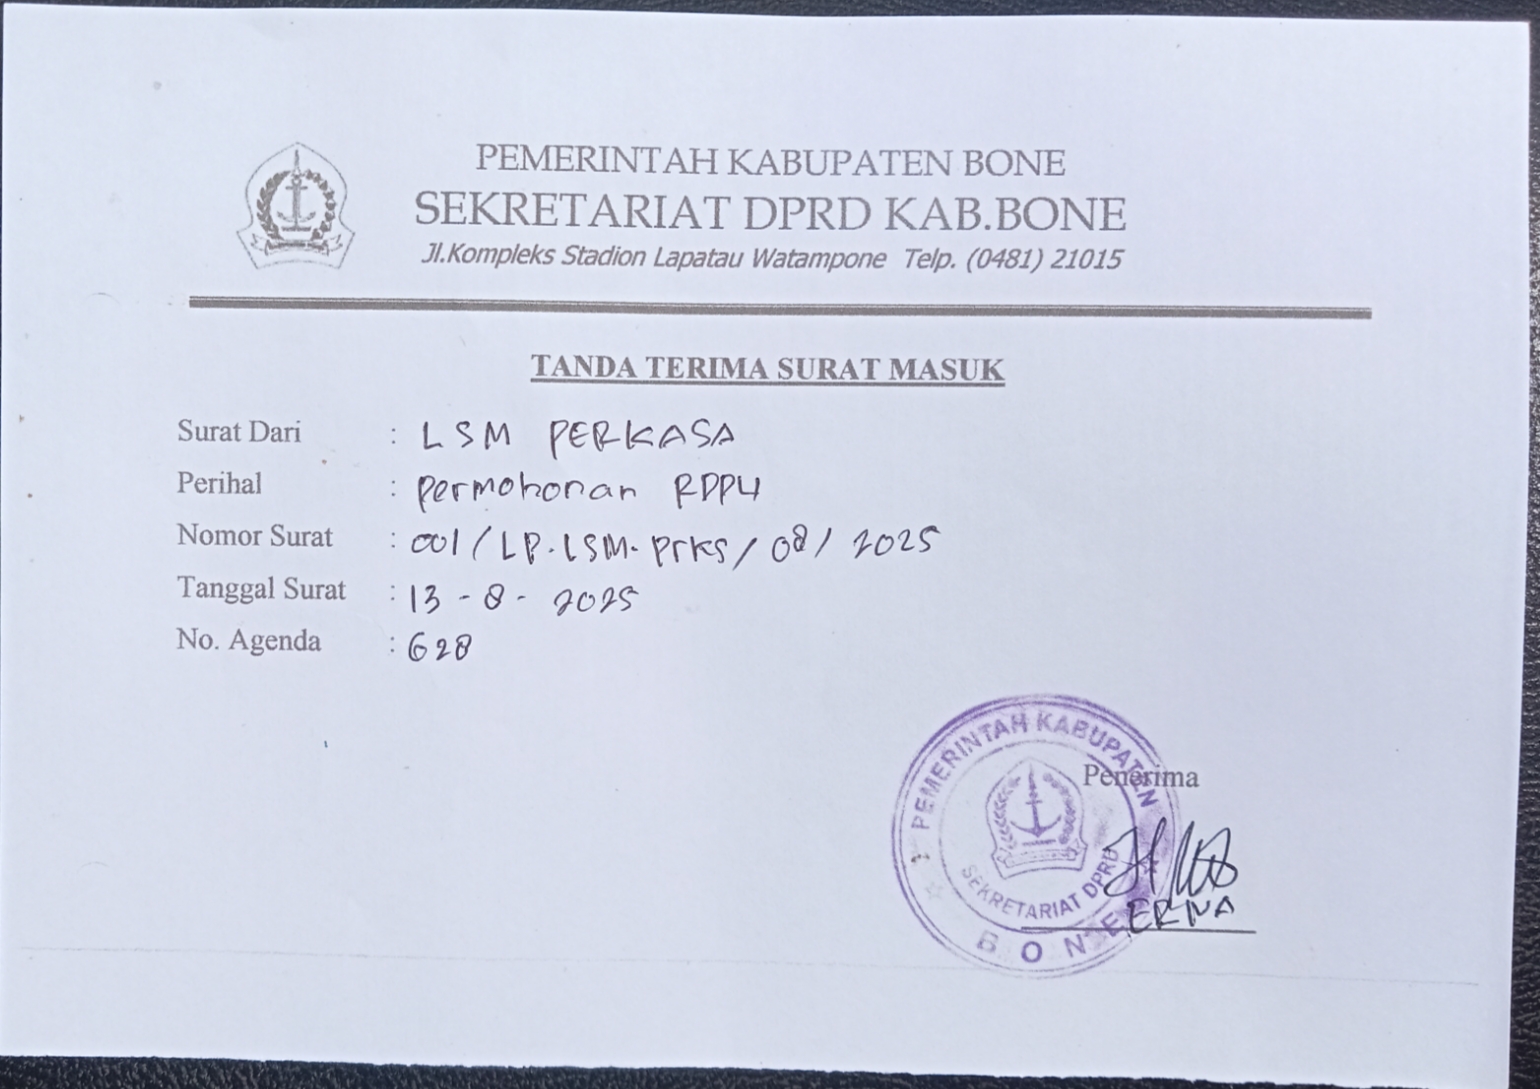 PEMERINTAH KABUPATEN BONE
SEKRETARIAT DPRD KAB.BONE
Jl.Kompleks Stadion Lapatau Watampone Telp. (0481) 21015
TANDA TERIMA SURAT MASUK
Surat Dari : LSM PERKASA
Perihal : Permohonan RDPU
Nomor Surat : 001/LP.LSM.Prks/08/2025
Tanggal Surat : 13-8-2025
No. Agenda : 628
PEMERINTAH KABUPATEN
Penerima
SEKRETARIAT DPRD
ERNA
BONE